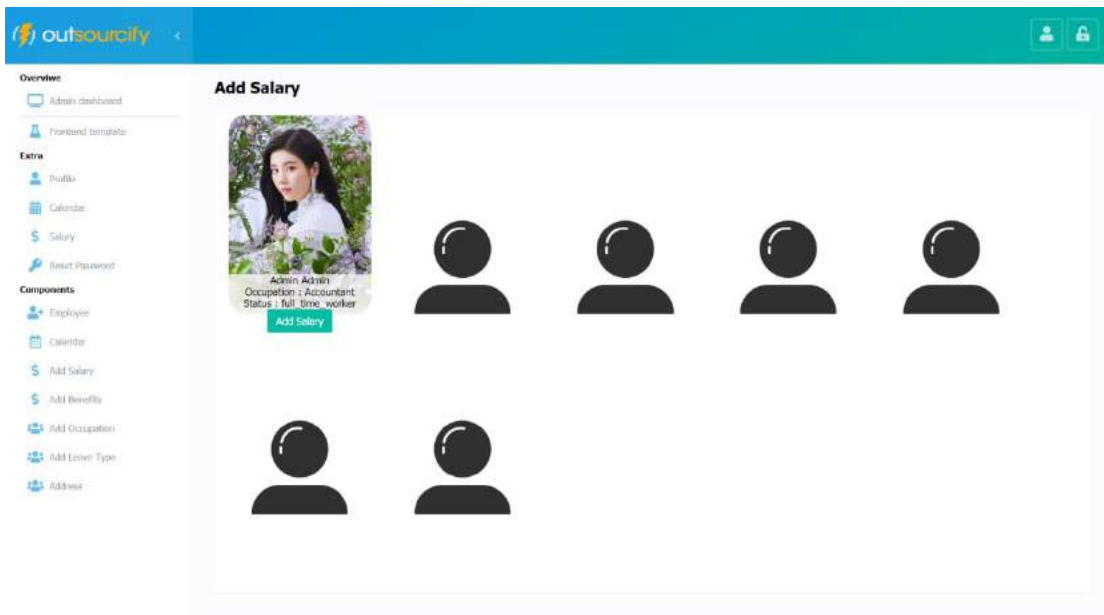 outsourcify
Overviwe
Admin dashboard
Frontend template
Extra
Profile
Calendar
Salary
Reset Password
Components
Employee
Calendar
Add Salary
Add Benefits
Add Occupation
Add Leave Type
Address
Add Salary
Admin Admin
Occupation : Accountant
Status : full_time_worker
Add Salary